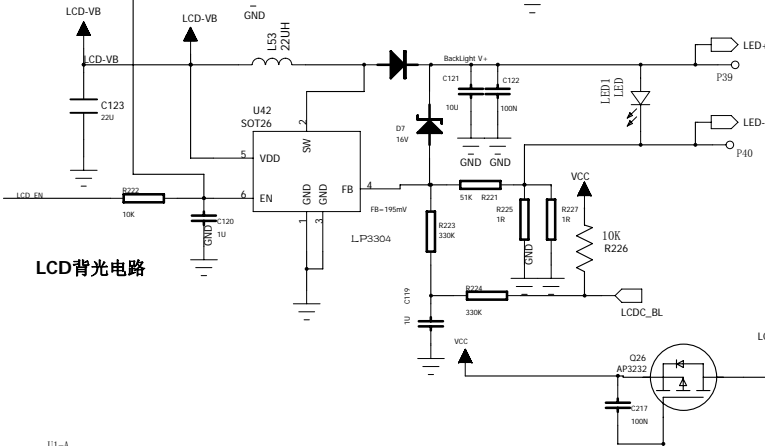 LCD-VB
GND
LCD-VB
L53
22UH
LCD-VB
BackLight V+
LED+
P39
C121
10U
C122
100N
LED1
LED
C123
22U
U42
SOT26
SW
2
D7
16V
LED-
P40
GND
GND
5
VDD
FB
4
VCC
LCD_EN
R222
10K
6
EN
GND
GND
1
3
FB=195mV
51K
R221
R225
1R
R227
1R
C120
1U
GND
LP3304
R223
330K
GND
10K
R226
LCD背光电路
C119
1U
R224
330K
LCDC_BL
VCC
Q26
AP3232
C217
100N
U1-A